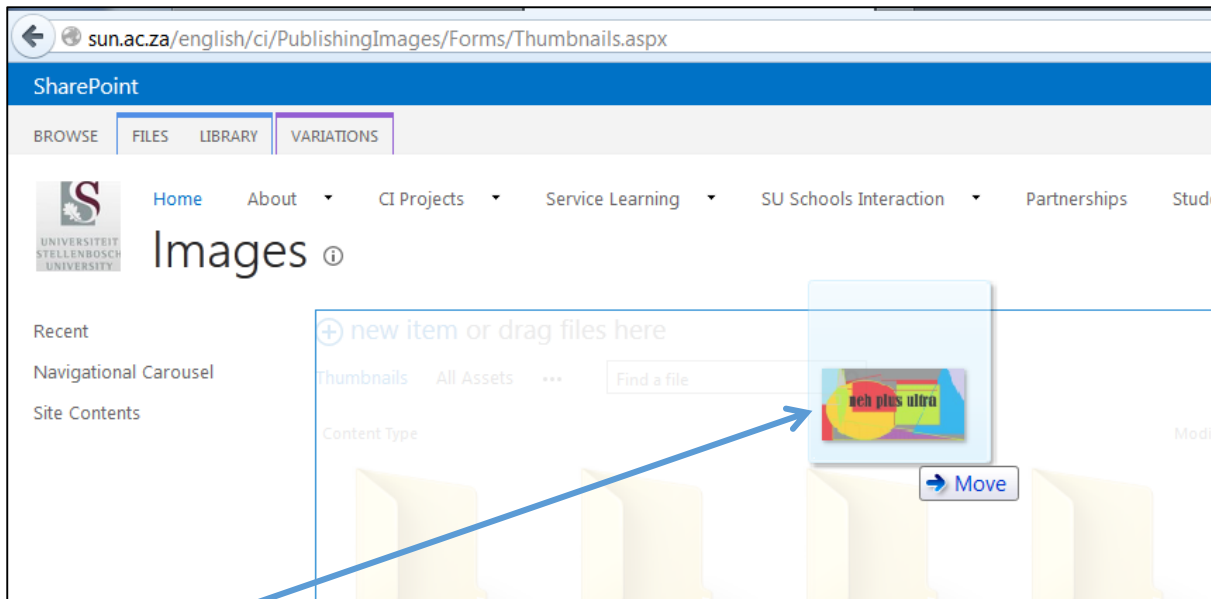 sun.ac.za/english/ci/PublishingImages/Forms/Thumbnails.aspx
SharePoint
BROWSE FILES LIBRARY VARIATIONS
Home About CI Projects Service Learning SU Schools Interaction Partnerships Stude
UNIVERSITEIT
STELLENBOSCH
UNIVERSITY
Images
Recent
Navigational Carousel
Site Contents
new item or drag files here
Thumbnails All Assets ... Find a file
neh plus ultra
Content Type Modi
Move